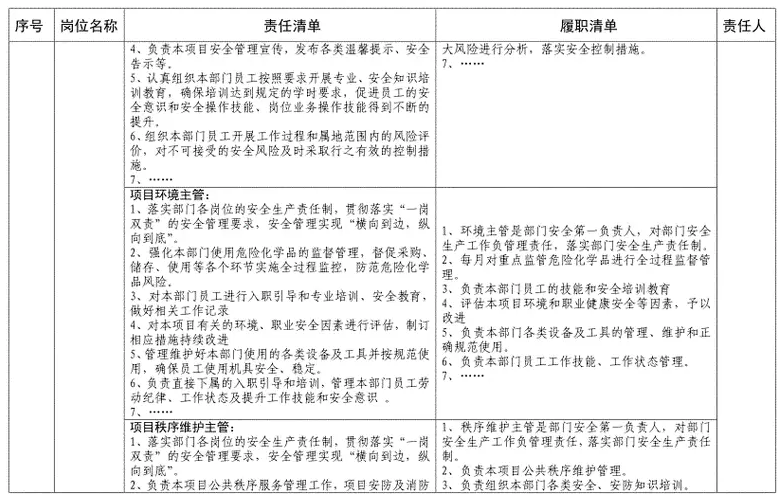 序号 岗位名称 责任清单 履职清单 责任人
4、负责本项目安全管理宣传，发布各类温馨提示、安全
告示等。
5、认真组织本部门员工按照要求开展专业、安全知识培
训教育，确保培训达到规定的学时要求，促进员工的安
全意识和安全操作技能、岗位业务操作技能得到不断的
提升。
6、组织本部门员工开展工作过程和属地范围内的风险评
价，对不可接受的安全风险及时采取行之有效的控制措
施。
7、……
大风险进行分析，落实安全控制措施。
7、……
项目环境主管：
1、落实部门各岗位的安全生产责任制，贯彻落实“一岗
双责”的安全管理要求，安全管理实现“横向到边，纵
向到底”。
2、强化本部门使用危险化学品的监督管理，督促采购、
储存、使用等各个环节实施全过程监控，防范危险化学
品风险。
3、对本部门员工进行入职引导和专业培训、安全教育，
做好相关工作记录
4、对本项目有关的环境、职业安全因素进行评估，制订
相应措施持续改进
5、管理维护好本部门使用的各类设备及工具并按规范使
用，确保员工使用机具安全、稳定。
6、负责直接下属的入职引导和培训，管理本部门员工劳
动纪律、工作状态及提升工作技能和安全意识 。
7、……
1、环境主管是部门安全第一负责人，对部门安全
生产工作负管理责任，落实部门安全生产责任制。
2、每月对重点监管危险化学品进行全过程监督管
理。
3、负责本部门员工的技能和安全培训教育
4、评估本项目环境和职业健康安全等因素，予以
改进
5、负责本部门各类设备及工具的管理、维护和正
确规范使用。
6、负责本部门员工工作技能、工作状态管理、
7、……
项目秩序维护主管：
1、落实部门各岗位的安全生产责任制，贯彻落实“一岗
双责”的安全管理要求，安全管理实现“横向到边，纵
向到底”。
2、负责本项目公共秩序服务管理工作，项目安防及消防
1、秩序维护主管是部门安全第一负责人，对部门
安全生产工作负管理责任，落实部门安全生产责任
制。
2、负责本项目公共秩序维护管理。
3、负责组织本部门各类安全、安防知识培训。